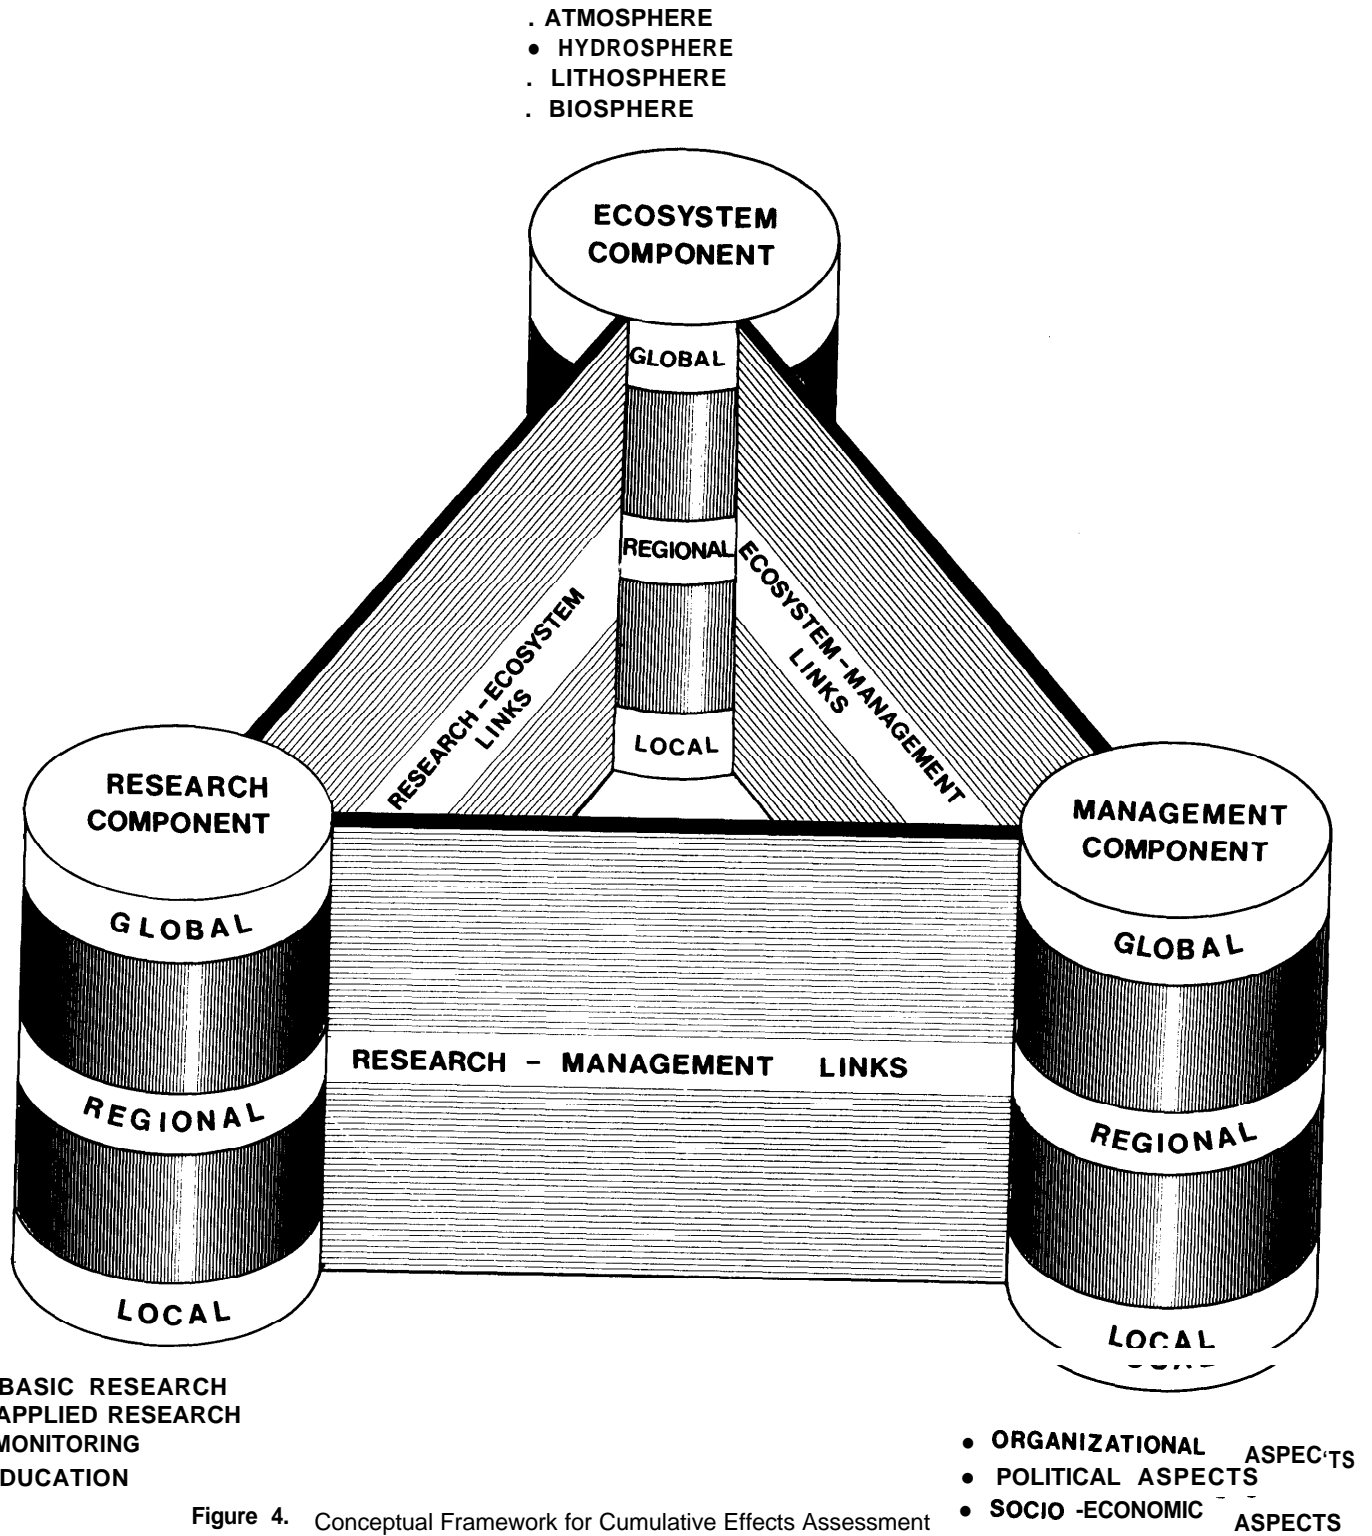 . ATMOSPHERE
• HYDROSPHERE
. LITHOSPHERE
. BIOSPHERE
ECOSYSTEM
COMPONENT
GLOBAL
REGIONAL
LOCAL
RESEARCH-ECOSYSTEM
LINKS
ECOSYSTEM-MANAGEMENT
LINKS
RESEARCH
COMPONENT
GLOBAL
REGIONAL
LOCAL
MANAGEMENT
COMPONENT
GLOBAL
REGIONAL
LOCAL
RESEARCH - MANAGEMENT LINKS
BASIC RESEARCH
APPLIED RESEARCH
MONITORING
DUCATION
• ORGANIZATIONAL ASPEC'TS
• POLITICAL ASPECTS
• SOCIO -ECONOMIC ASPECTS
Figure 4. Conceptual Framework for Cumulative Effects Assessment